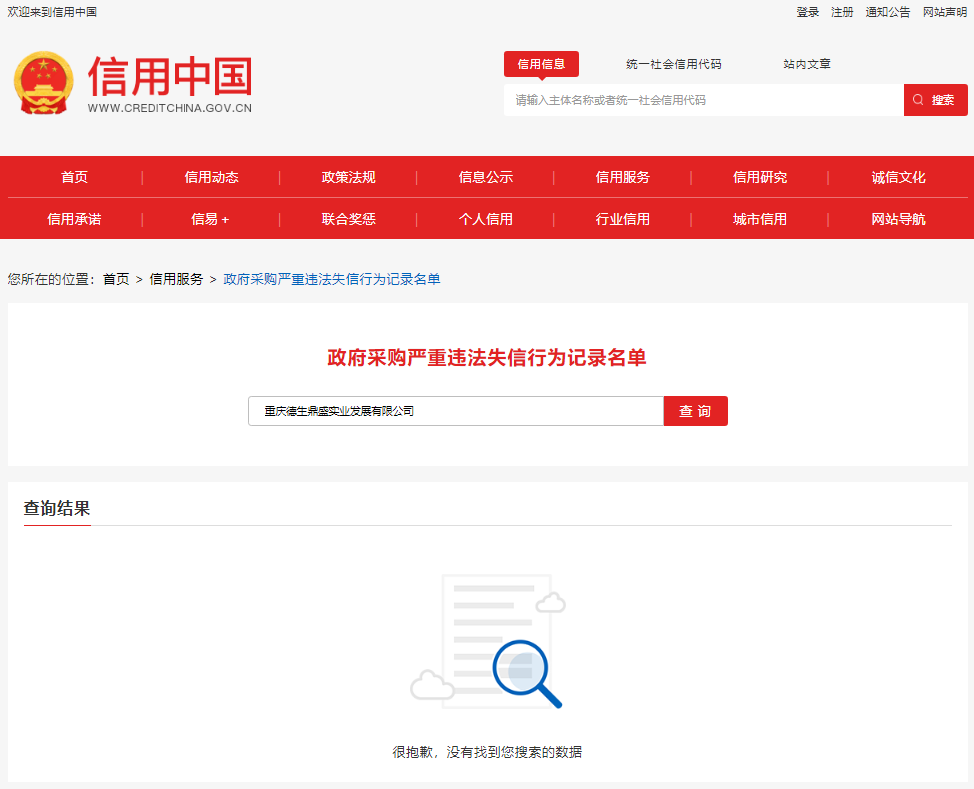 欢迎来到信用中国
登录 注册 通知公告 网站声明
信用中国
WWW.CREDITCHINA.GOV.CN
信用信息 统一社会信用代码 站内文章
请输入主体名称或者统一社会信用代码 搜索
首页 | 信用动态 | 政策法规 | 信息公示 | 信用服务 | 信用研究 | 诚信文化
信用承诺 | 信易+ | 联合奖惩 | 个人信用 | 行业信用 | 城市信用 | 网站导航
您所在的位置：首页 > 信用服务 > 政府采购严重违法失信行为记录名单
政府采购严重违法失信行为记录名单
重庆德生鼎盛实业发展有限公司 查 询
查询结果
很抱歉，没有找到您搜索的数据